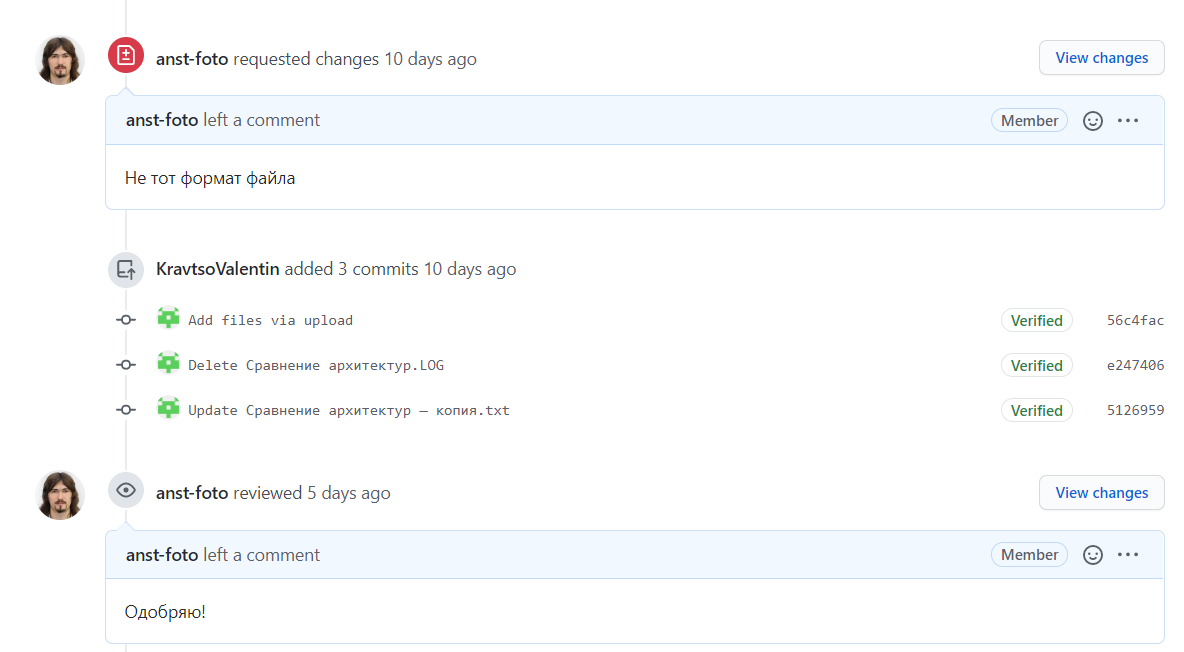 anst-foto requested changes 10 days ago
View changes
anst-foto left a comment
Member
Не тот формат файла
KravtsoValentin added 3 commits 10 days ago
Add files via upload
Verified
56c4fac
Delete Сравнение архитектур.LOG
Verified
e247406
Update Сравнение архитектур — копия.txt
Verified
5126959
anst-foto reviewed 5 days ago
View changes
anst-foto left a comment
Member
Одобряю!